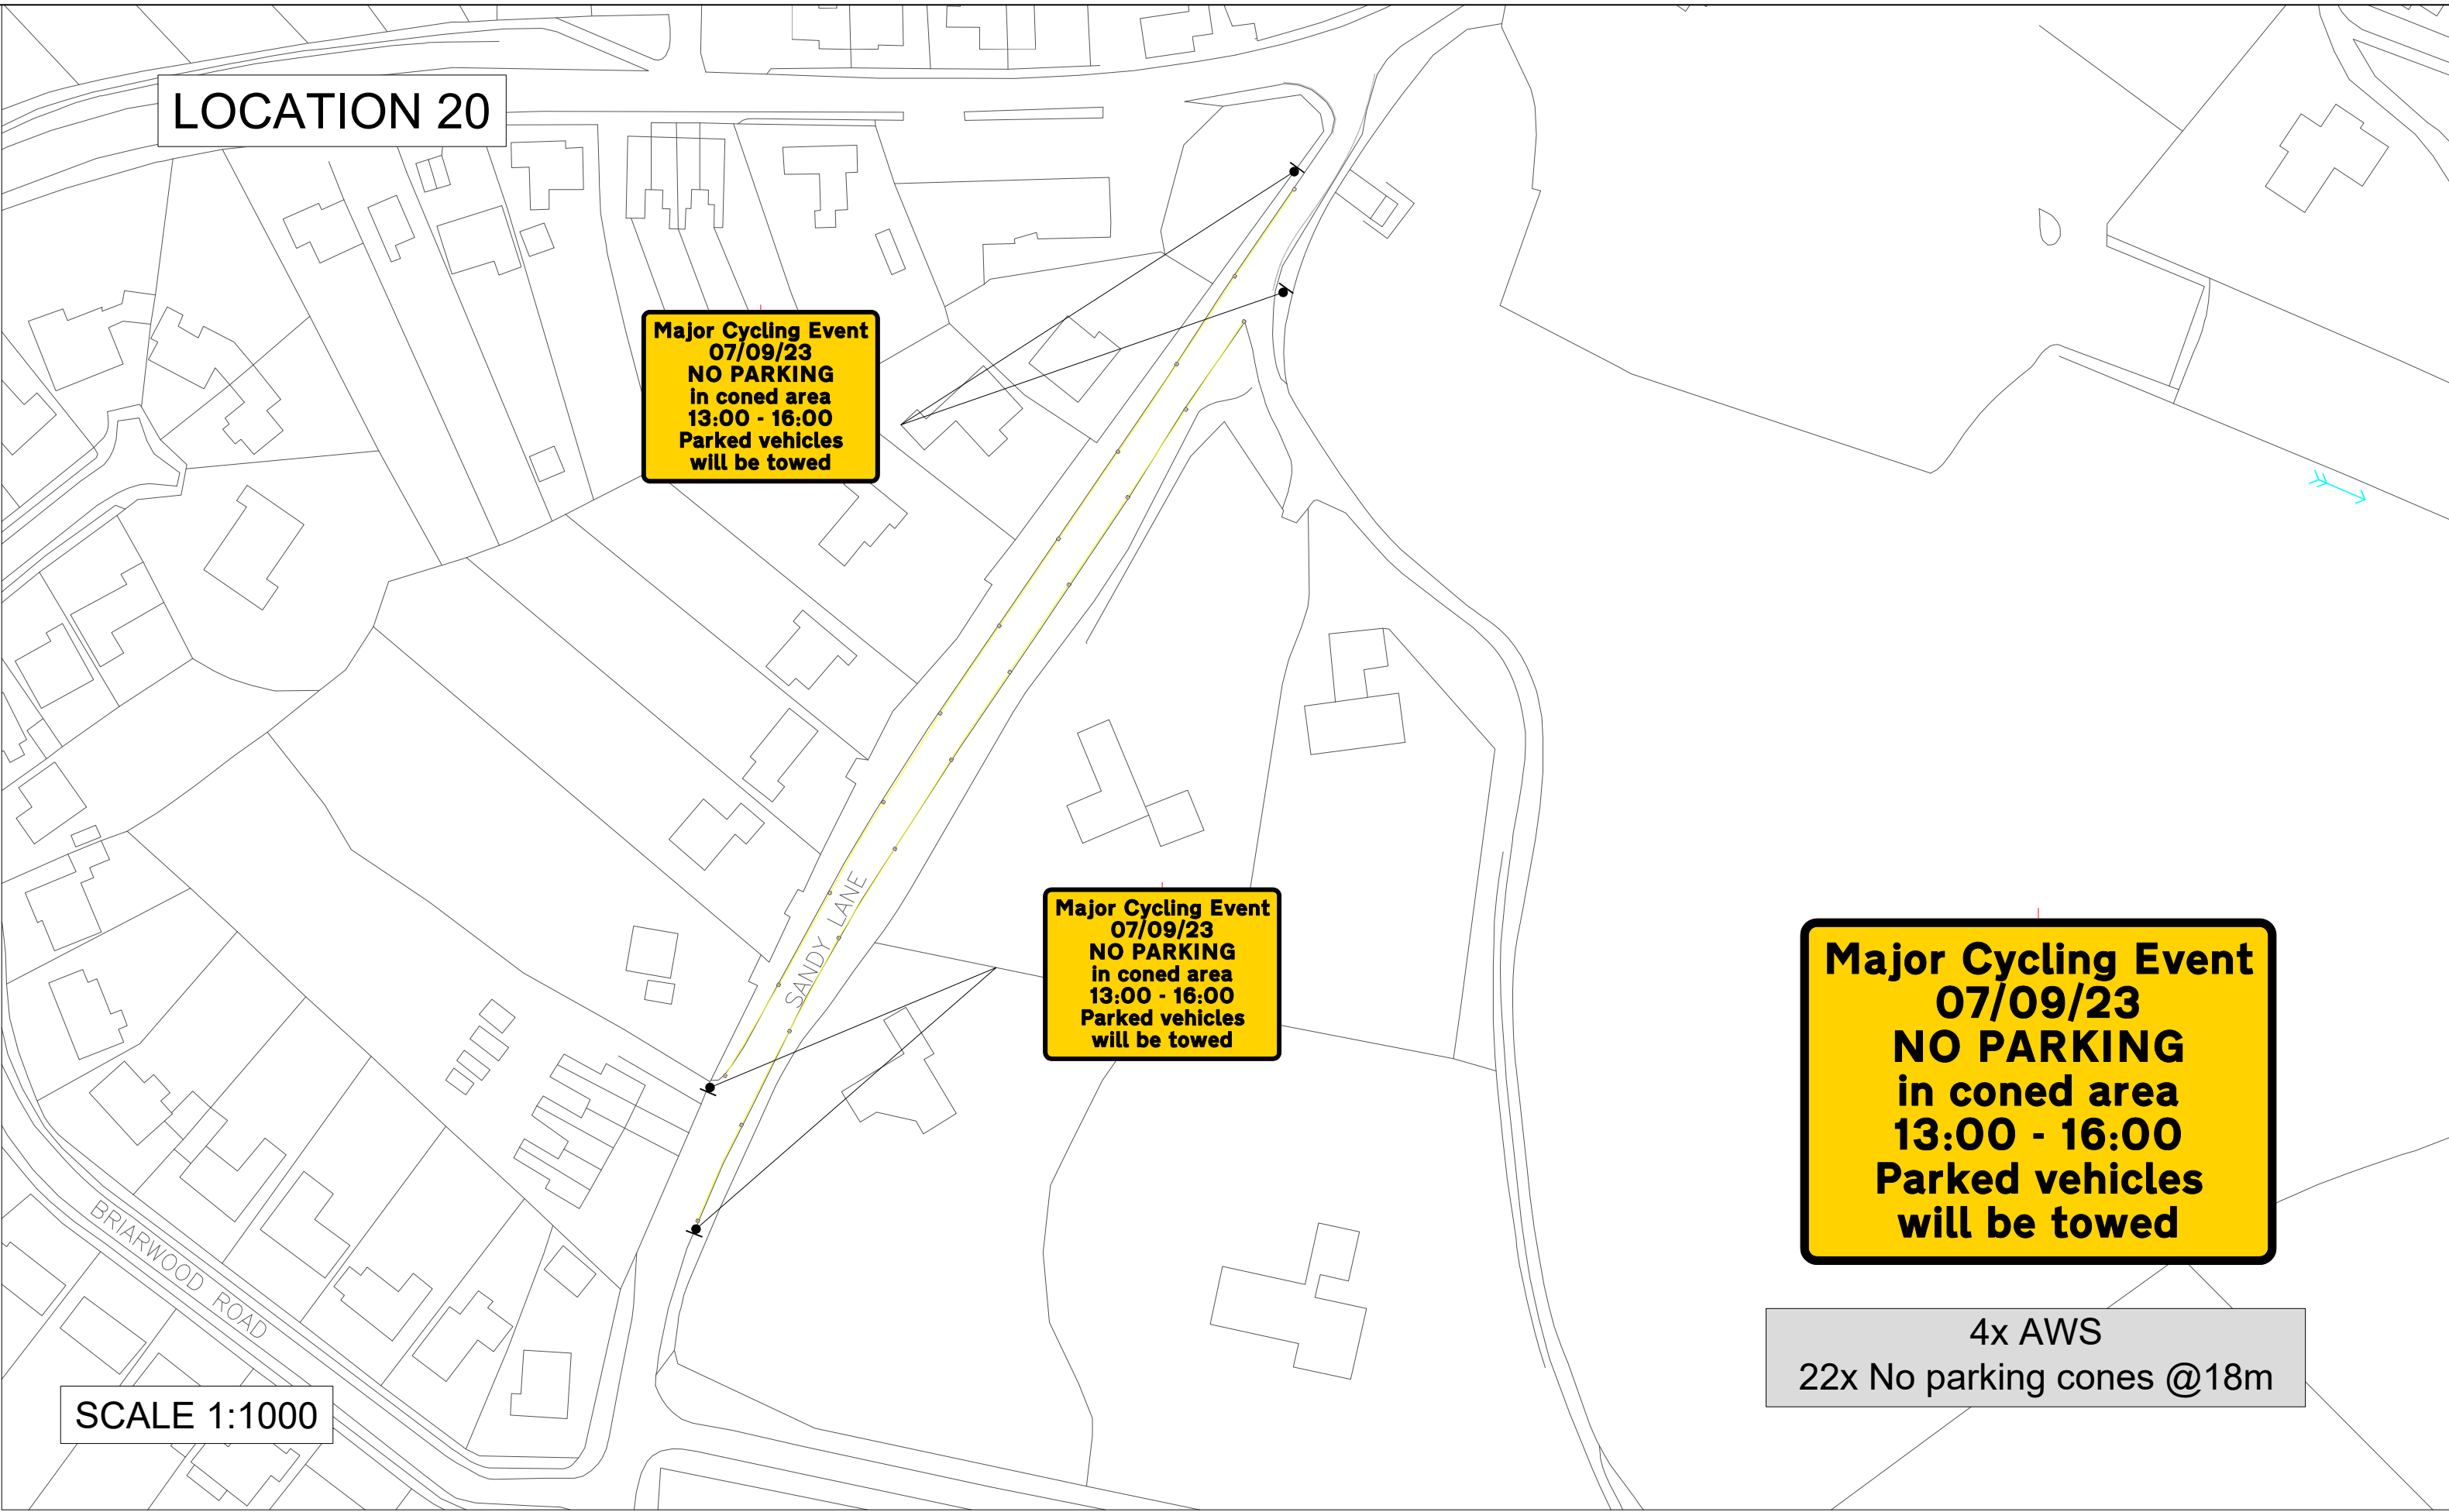 LOCATION 20
Major Cycling Event
07/09/23
NO PARKING
in coned area
13:00 - 16:00
Parked vehicles
will be towed
SANDY LANE
Major Cycling Event
07/09/23
NO PARKING
in coned area
13:00 - 16:00
Parked vehicles
will be towed
Major Cycling Event
07/09/23
NO PARKING
in coned area
13:00 - 16:00
Parked vehicles
will be towed
BRIARWOOD ROAD
4x AWS
22x No parking cones @18m
SCALE 1:1000